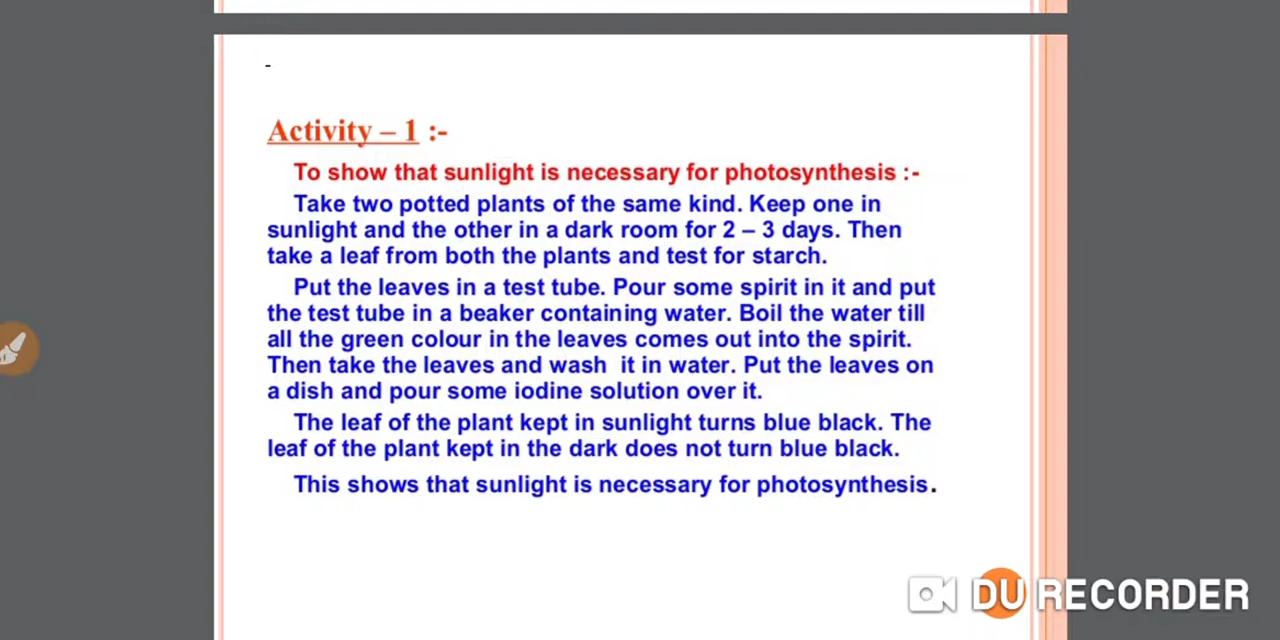 -
Activity – 1 :-
To show that sunlight is necessary for photosynthesis :-
Take two potted plants of the same kind. Keep one in
sunlight and the other in a dark room for 2 – 3 days. Then
take a leaf from both the plants and test for starch.
Put the leaves in a test tube. Pour some spirit in it and put
the test tube in a beaker containing water. Boil the water till
all the green colour in the leaves comes out into the spirit.
Then take the leaves and wash it in water. Put the leaves on
a dish and pour some iodine solution over it.
The leaf of the plant kept in sunlight turns blue black. The
leaf of the plant kept in the dark does not turn blue black.
This shows that sunlight is necessary for photosynthesis.
DU RECORDER